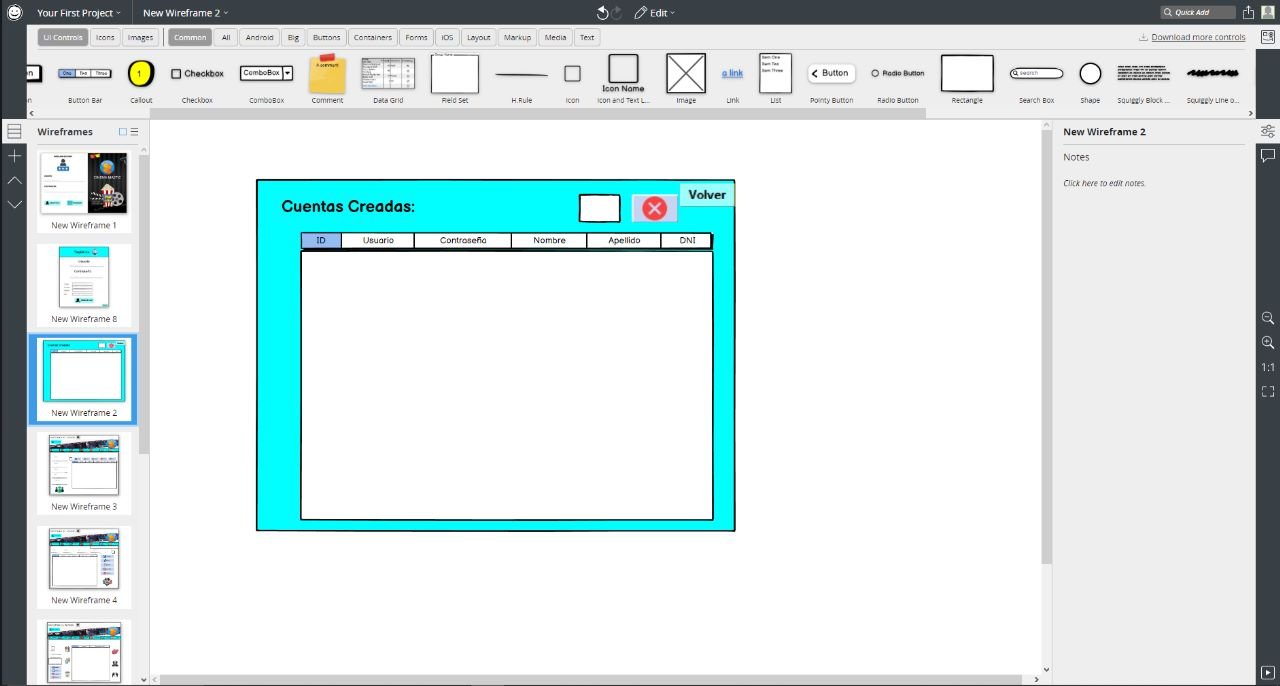 Your First Project
New Wireframe 2
Edit
Quick Add
UI Controls
Icons
Images
Common
All
Android
Big
Buttons
Containers
Forms
iOS
Layout
Markup
Media
Text
Download more controls
One Two Three
1
Checkbox
ComboBox
A comment
a link
Item One
Item Two
Item Three
Button
Radio Button
search
Icon Name
Button Bar
Callout
Checkbox
ComboBox
Comment
Data Grid
Field Set
H.Rule
Icon
Icon and Text L...
Image
Link
List
Pointy Button
Radio Button
Rectangle
Search Box
Shape
Squiggly Block ...
Squiggly Line o...
Wireframes
New Wireframe 1
New Wireframe 8
New Wireframe 2
New Wireframe 3
New Wireframe 4
Cuentas Creadas:
Volver
ID
Usuario
Contraseña
Nombre
Apellido
DNI
New Wireframe 2
Notes
Click here to edit notes.
1:1